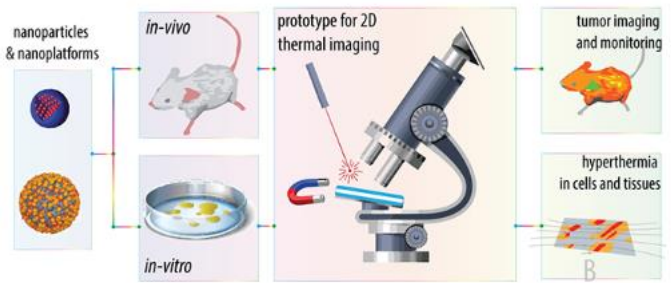 nanoparticles
& nanoplatforms
in-vivo
in-vitro
prototype for 2D
thermal imaging
tumor imaging
and monitoring
hyperthermia
in cells and tissues
B